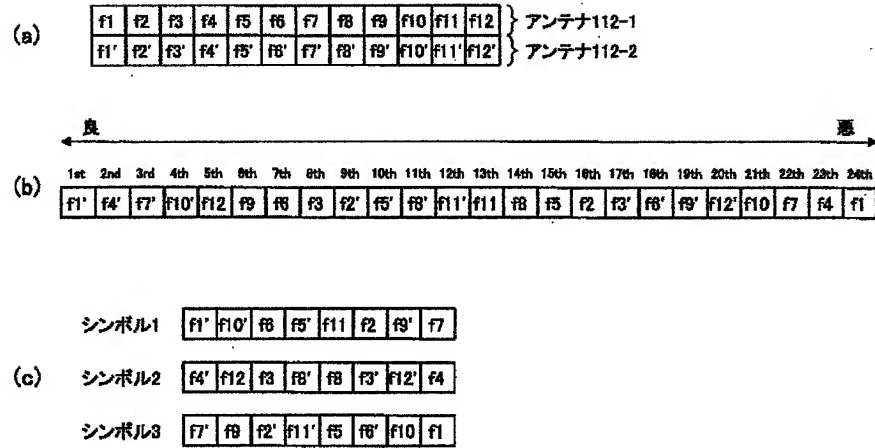 (a)
f1 f2 f3 f4 f5 f6 f7 f8 f9 f10 f11 f12 アンテナ112-1
f1' f2' f3' f4' f5' f6' f7' f8' f9' f10' f11' f12' アンテナ112-2
良 悪
(b)
1st 2nd 3rd 4th 5th 6th 7th 8th 9th 10th 11th 12th 13th 14th 15th 16th 17th 18th 19th 20th 21th 22th 23th 24th
f1' f4' f7' f10' f12 f9 f6 f3 f2' f5' f8' f11' f11 f8 f5 f2 f3' f6' f9' f12' f10 f7 f4 f1
シンボル1 f1' f10' f6 f5' f11 f2 f9' f7
(c) シンボル2 f4' f12 f3 f8' f8 f3' f12' f4
シンボル3 f7' f9 f2' f11' f5 f6' f10 f1